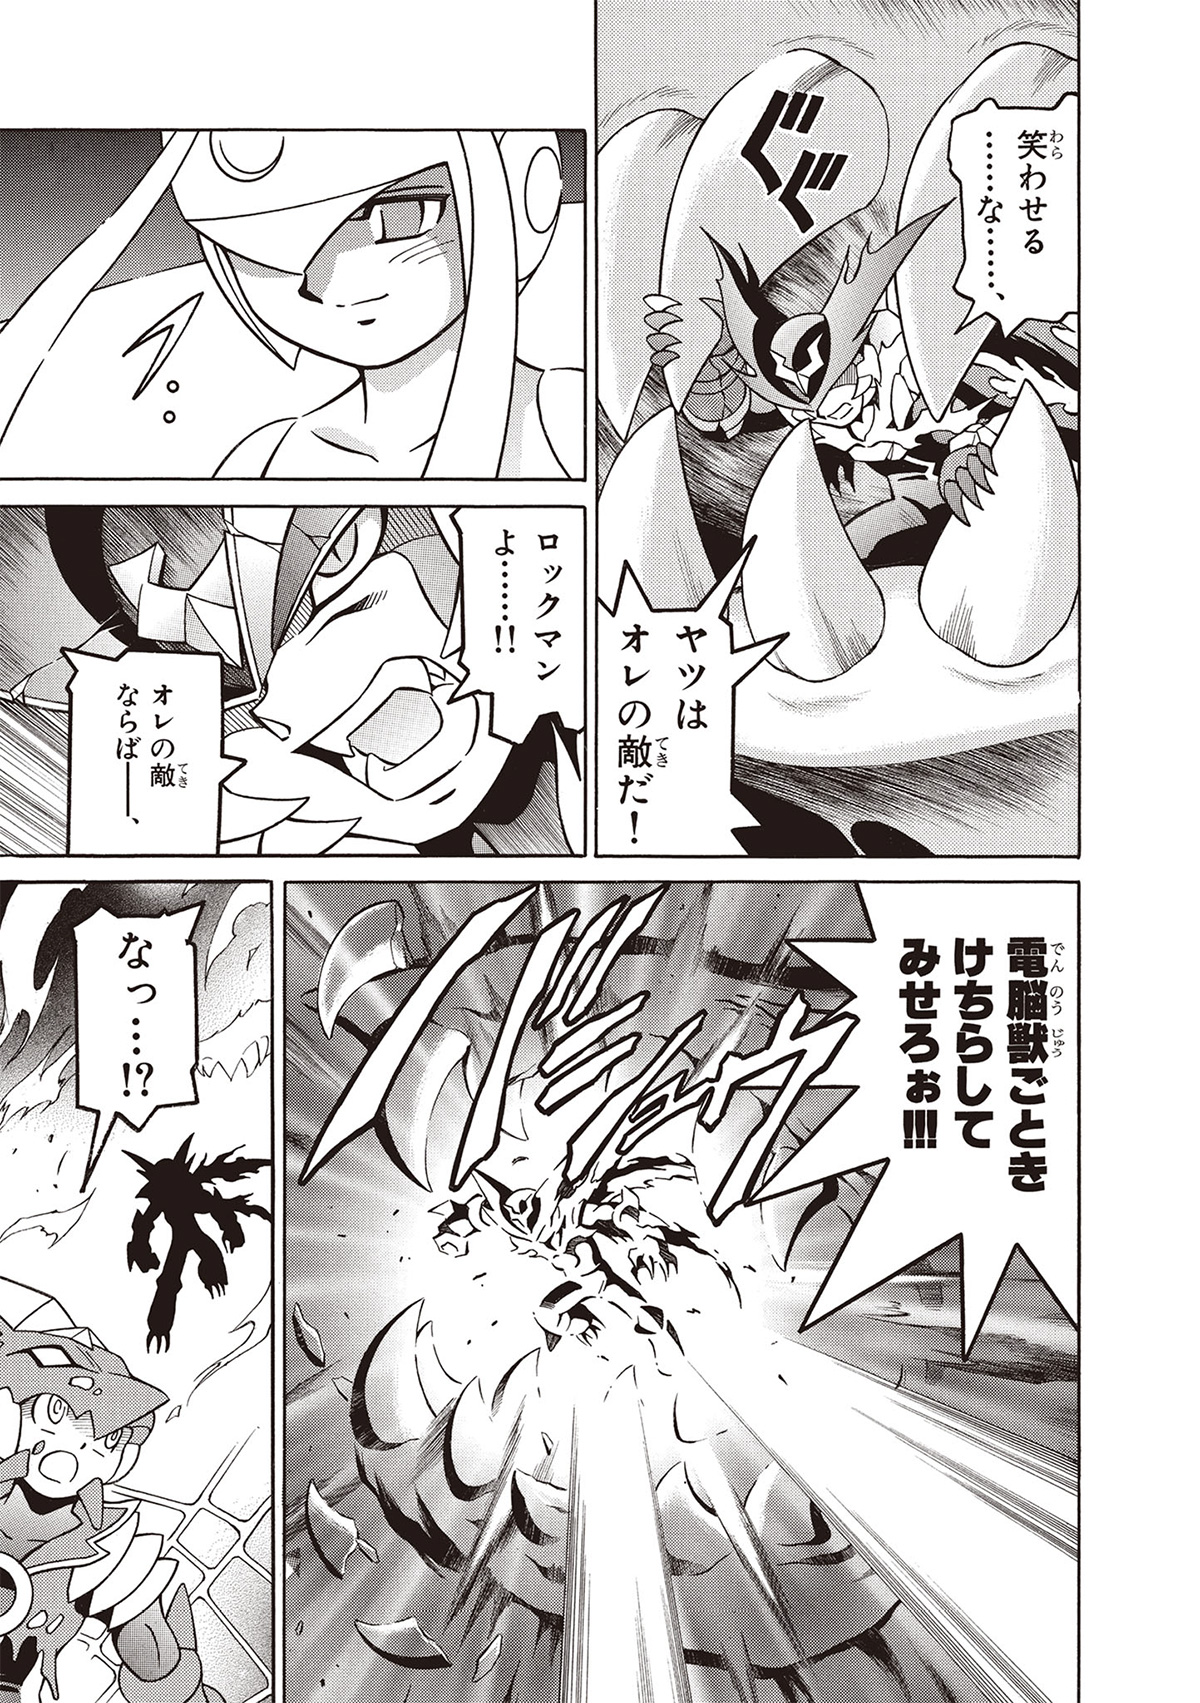 笑わせる
……な……、
ググ
ヤツは
オレの敵だ！
フ。。
ロックマン
よ……!!
オレの敵
ならば――、
電脳獣ごとき
けちらして
みせろぉ!!!
バシュウ
なっ…!?